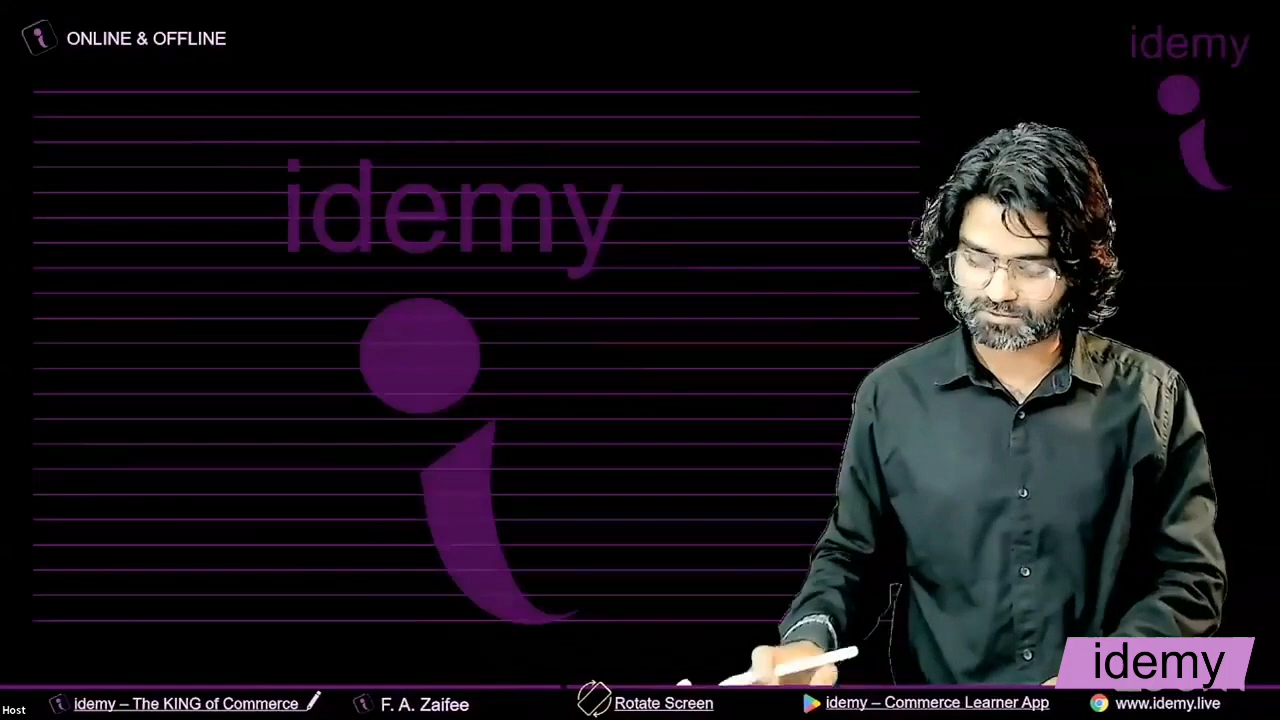 ONLINE & OFFLINE
idemy
idemy
idemy
Host
idemy – The KING of Commerce
F. A. Zaifee
Rotate Screen
idemy – Commerce Learner App
www.idemy.live